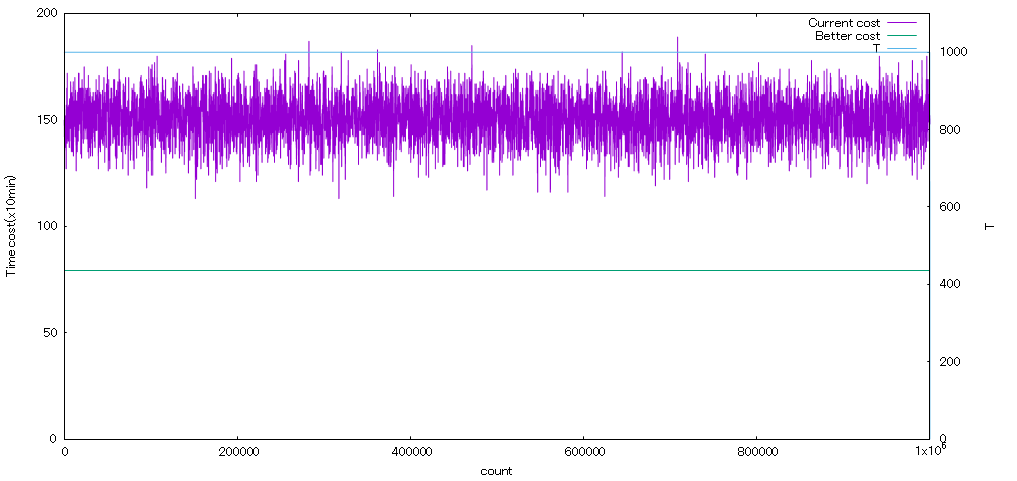 200
150
100
50
0
Time cost(x10min)
0
200000
400000
600000
800000
1x10^6
count
1000
800
600
400
200
0
T
Current cost
Better cost
T